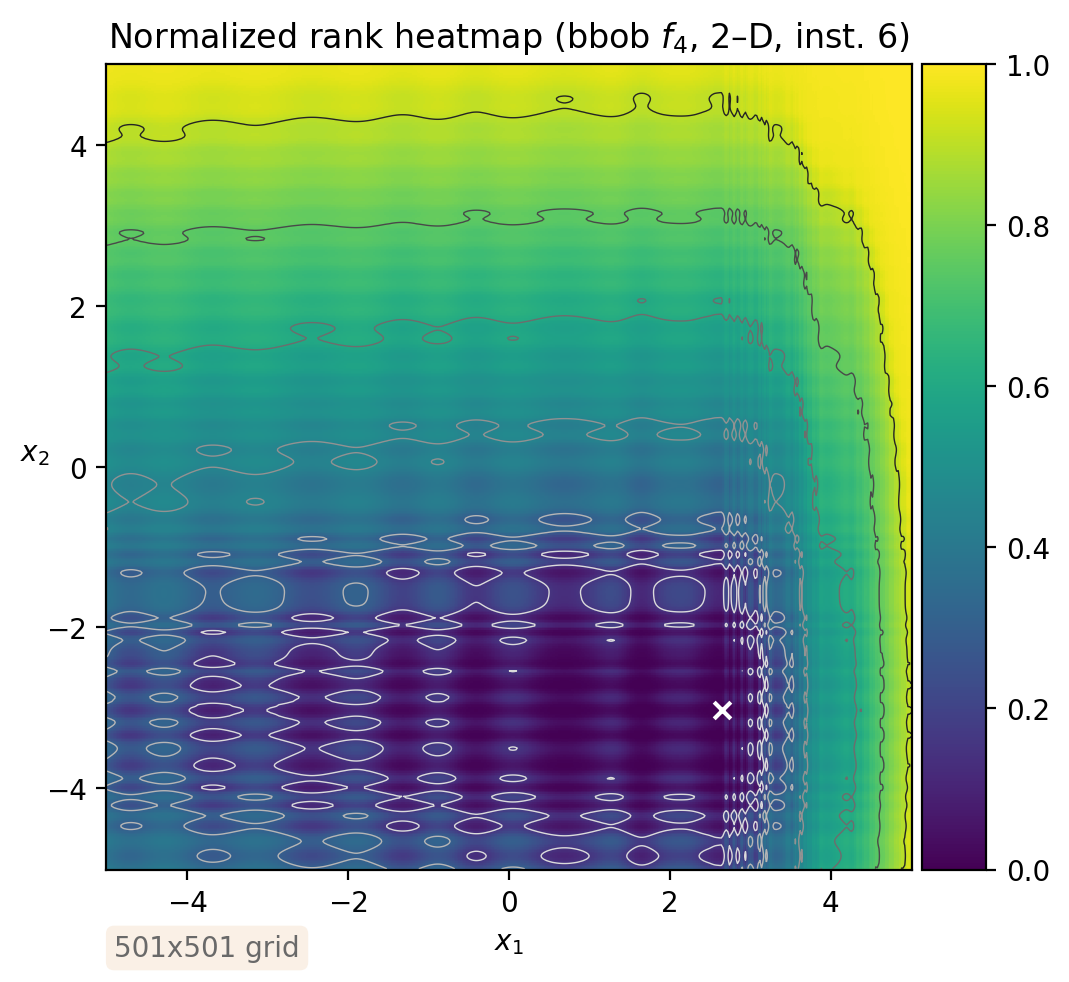 Normalized rank heatmap (bbob f₄, 2–D, inst. 6)
1.0
0.8
0.6
0.4
0.2
0.0
4
2
0
−2
−4
x₂
−4 −2 0 2 4
x₁
501x501 grid